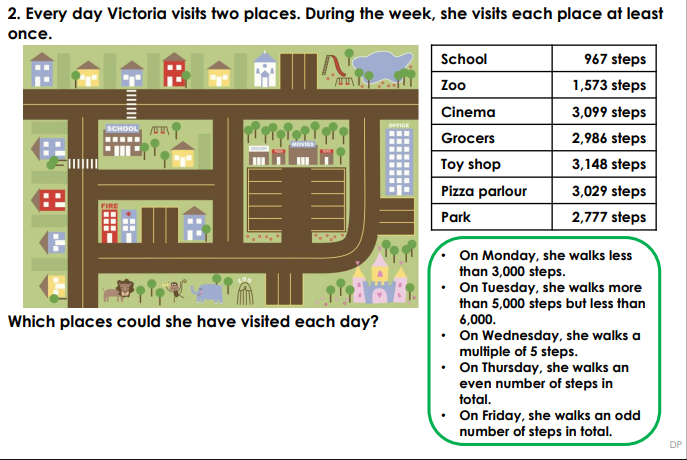 2. Every day Victoria visits two places. During the week, she visits each place at least
once.
SCHOOL
OFFICE
MOVIES
FIRE
ZOO
School 967 steps
Zoo 1,573 steps
Cinema 3,099 steps
Grocers 2,986 steps
Toy shop 3,148 steps
Pizza parlour 3,029 steps
Park 2,777 steps
• On Monday, she walks less
than 3,000 steps.
• On Tuesday, she walks more
than 5,000 steps but less than
6,000.
• On Wednesday, she walks a
multiple of 5 steps.
• On Thursday, she walks an
even number of steps in
total.
• On Friday, she walks an odd
number of steps in total.
Which places could she have visited each day?
DP